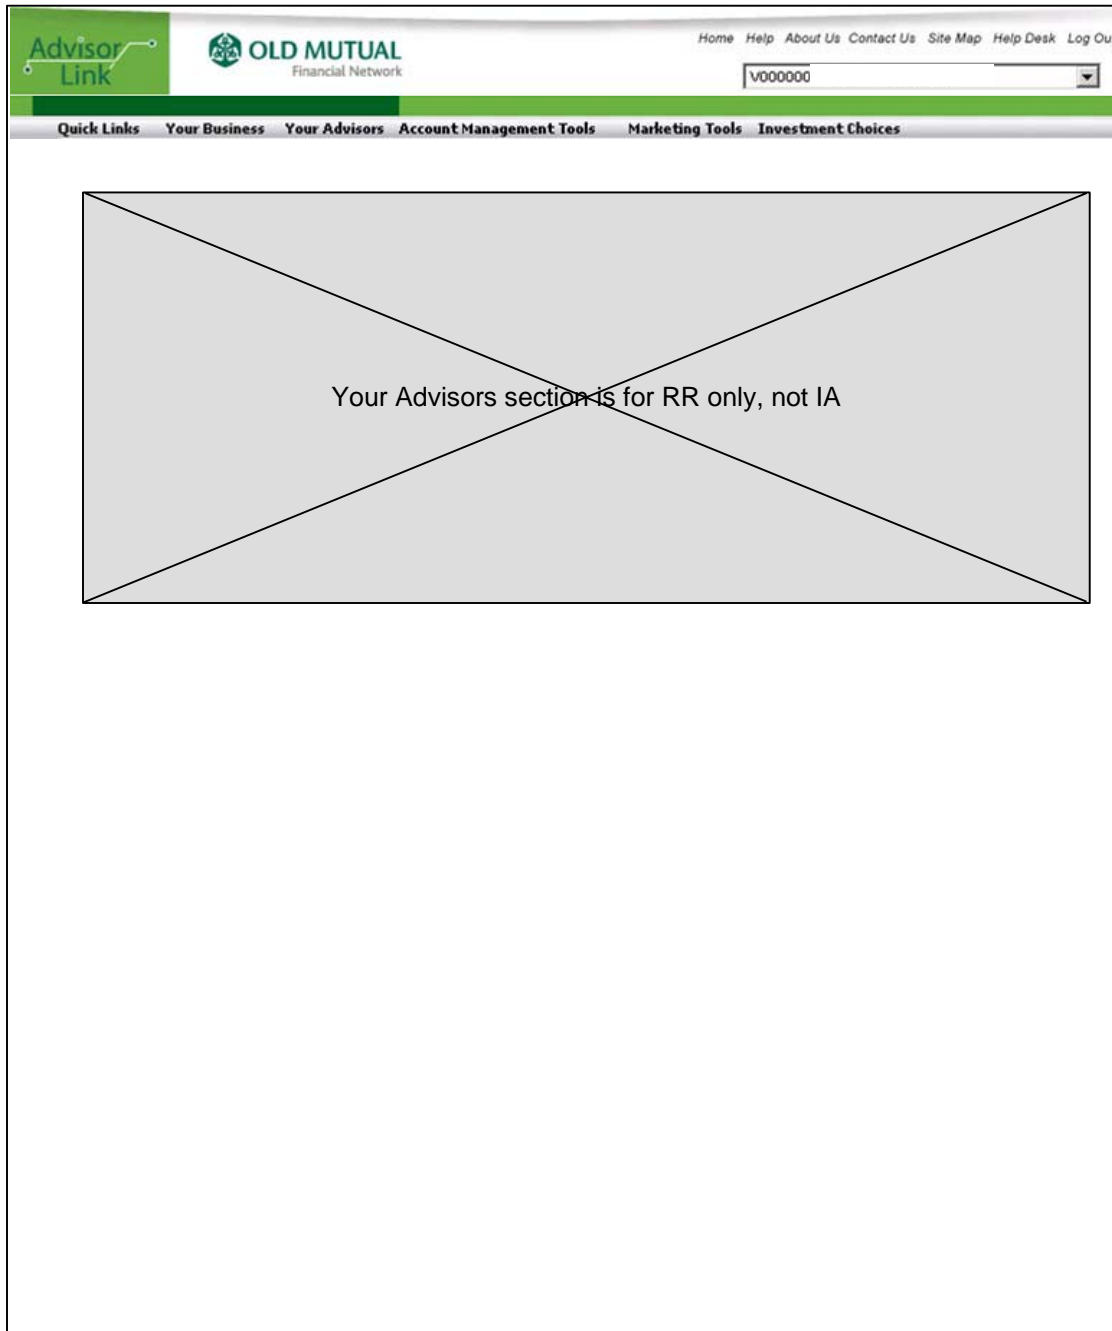 Advisor
Link
OLD MUTUAL
Financial Network
Home Help About Us Contact Us Site Map Help Desk Log Ou
V000000
Quick Links Your Business Your Advisors Account Management Tools Marketing Tools Investment Choices
Your Advisors section is for RR only, not IA